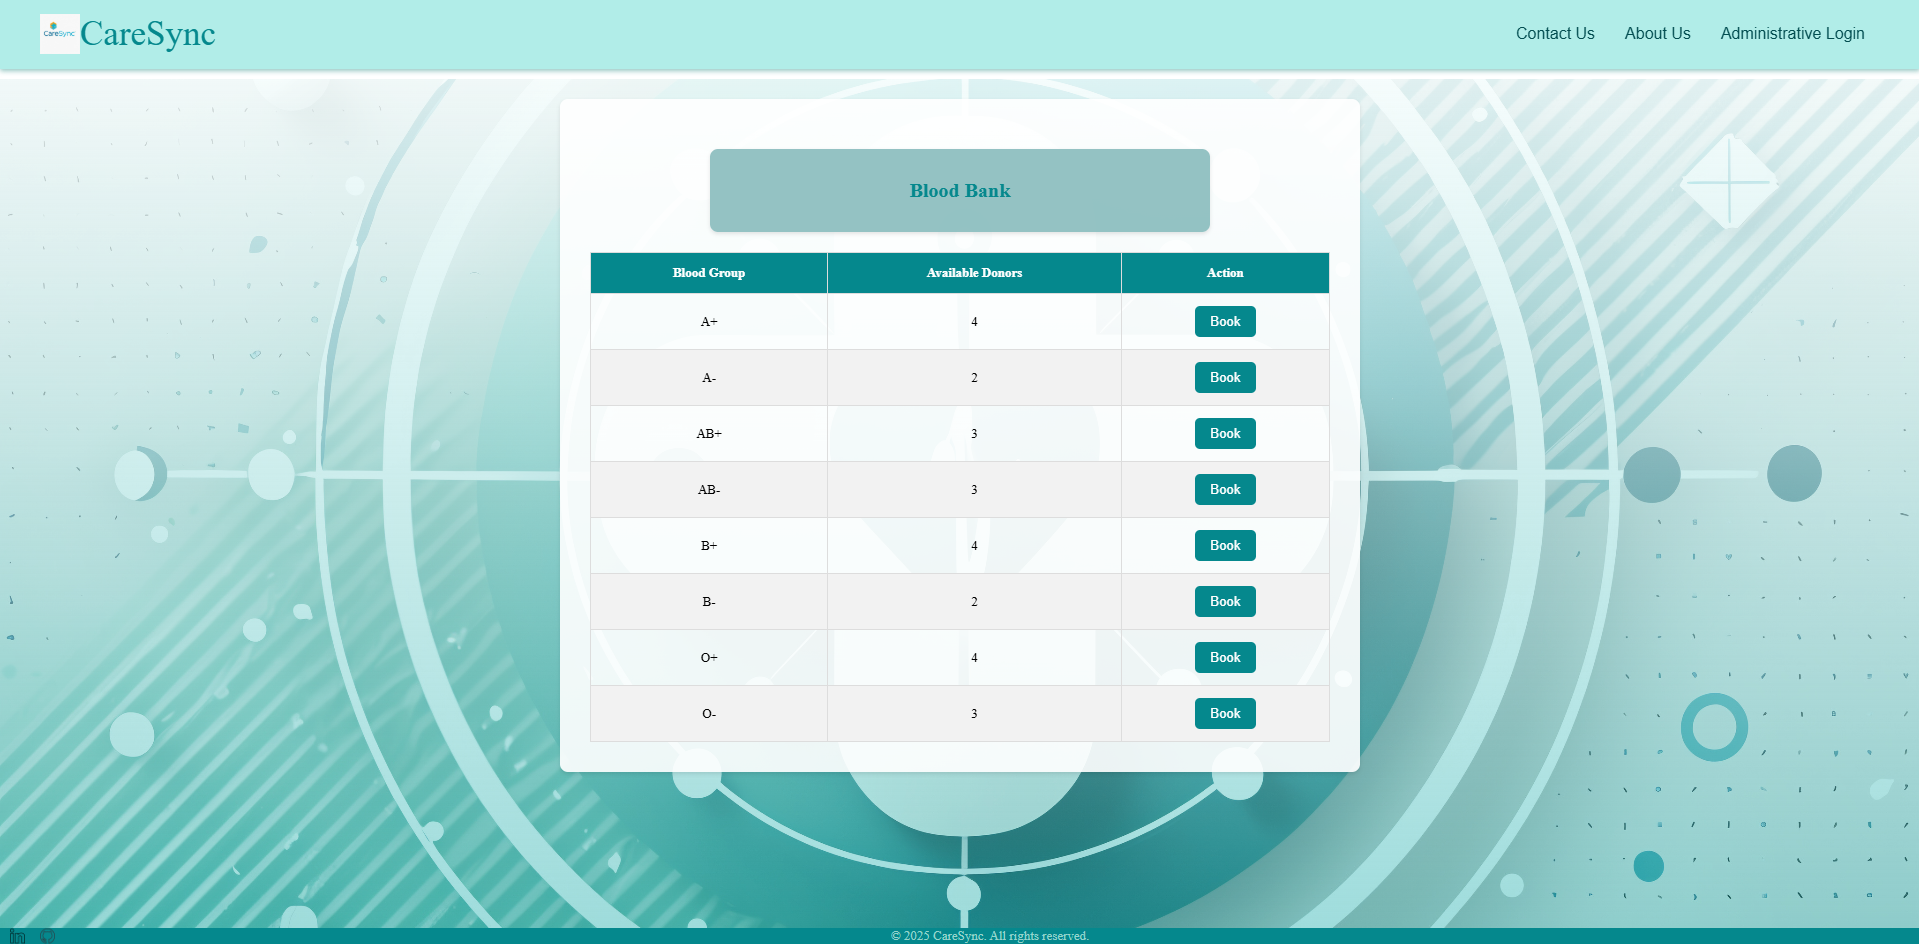 CareSync
CareSync
Contact Us About Us Administrative Login
Blood Bank
Blood Group Available Donors Action
A+ 4 Book
A- 2 Book
AB+ 3 Book
AB- 3 Book
B+ 4 Book
B- 2 Book
O+ 4 Book
O- 3 Book
in
© 2025 CareSync. All rights reserved.